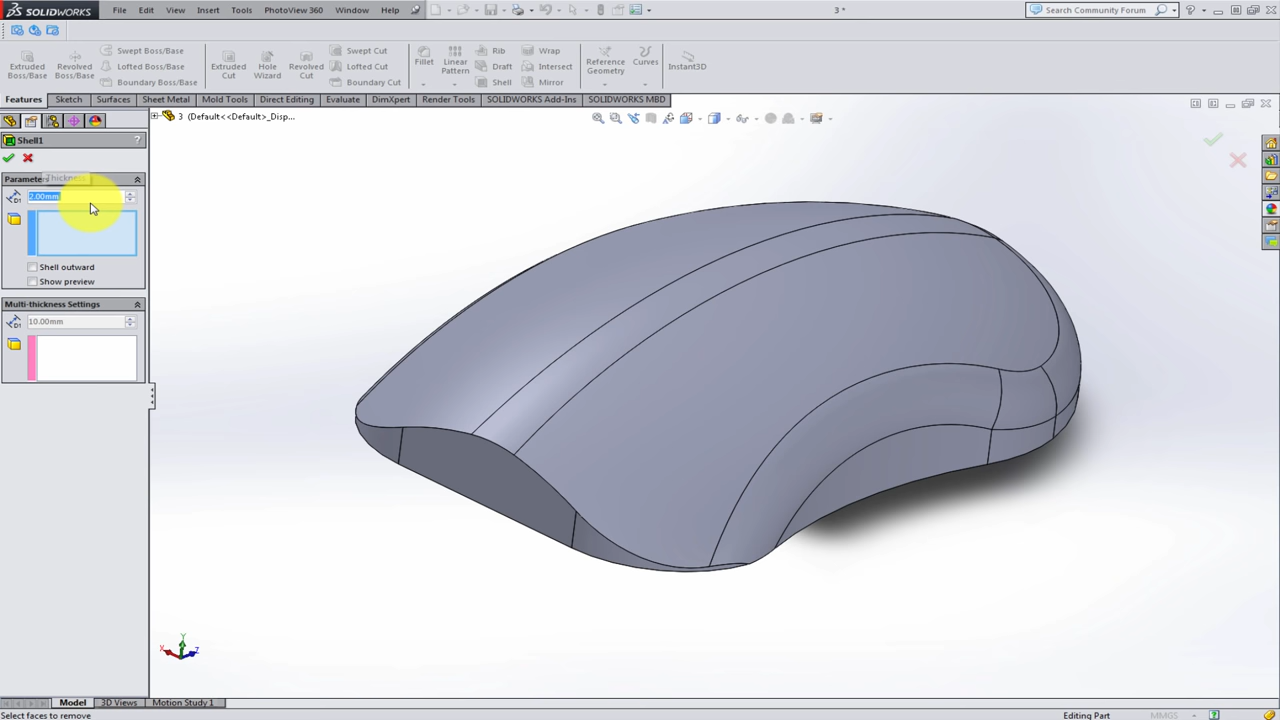 SOLIDWORKS File Edit View Insert Tools PhotoView 360 Window Help 3 * Search Community Forum ?
Extruded Boss/Base
Revolved Boss/Base
Swept Boss/Base
Lofted Boss/Base
Boundary Boss/Base
Extruded Cut
Hole Wizard
Revolved Cut
Swept Cut
Lofted Cut
Boundary Cut
Fillet
Linear Pattern
Rib
Draft
Shell
Wrap
Intersect
Mirror
Reference Geometry
Curves
Instant3D
Features Sketch Surfaces Sheet Metal Mold Tools Direct Editing Evaluate DimXpert Render Tools SOLIDWORKS Add-Ins SOLIDWORKS MBD
3 (Default<<Default>_Disp...
Shell1 ?
Parameters
Thickness
2.00mm
Shell outward
Show preview
Multi-thickness Settings
10.00mm
Y
X
Z
Model 3D Views Motion Study 1
Select faces to remove Editing Part MMGS - ?